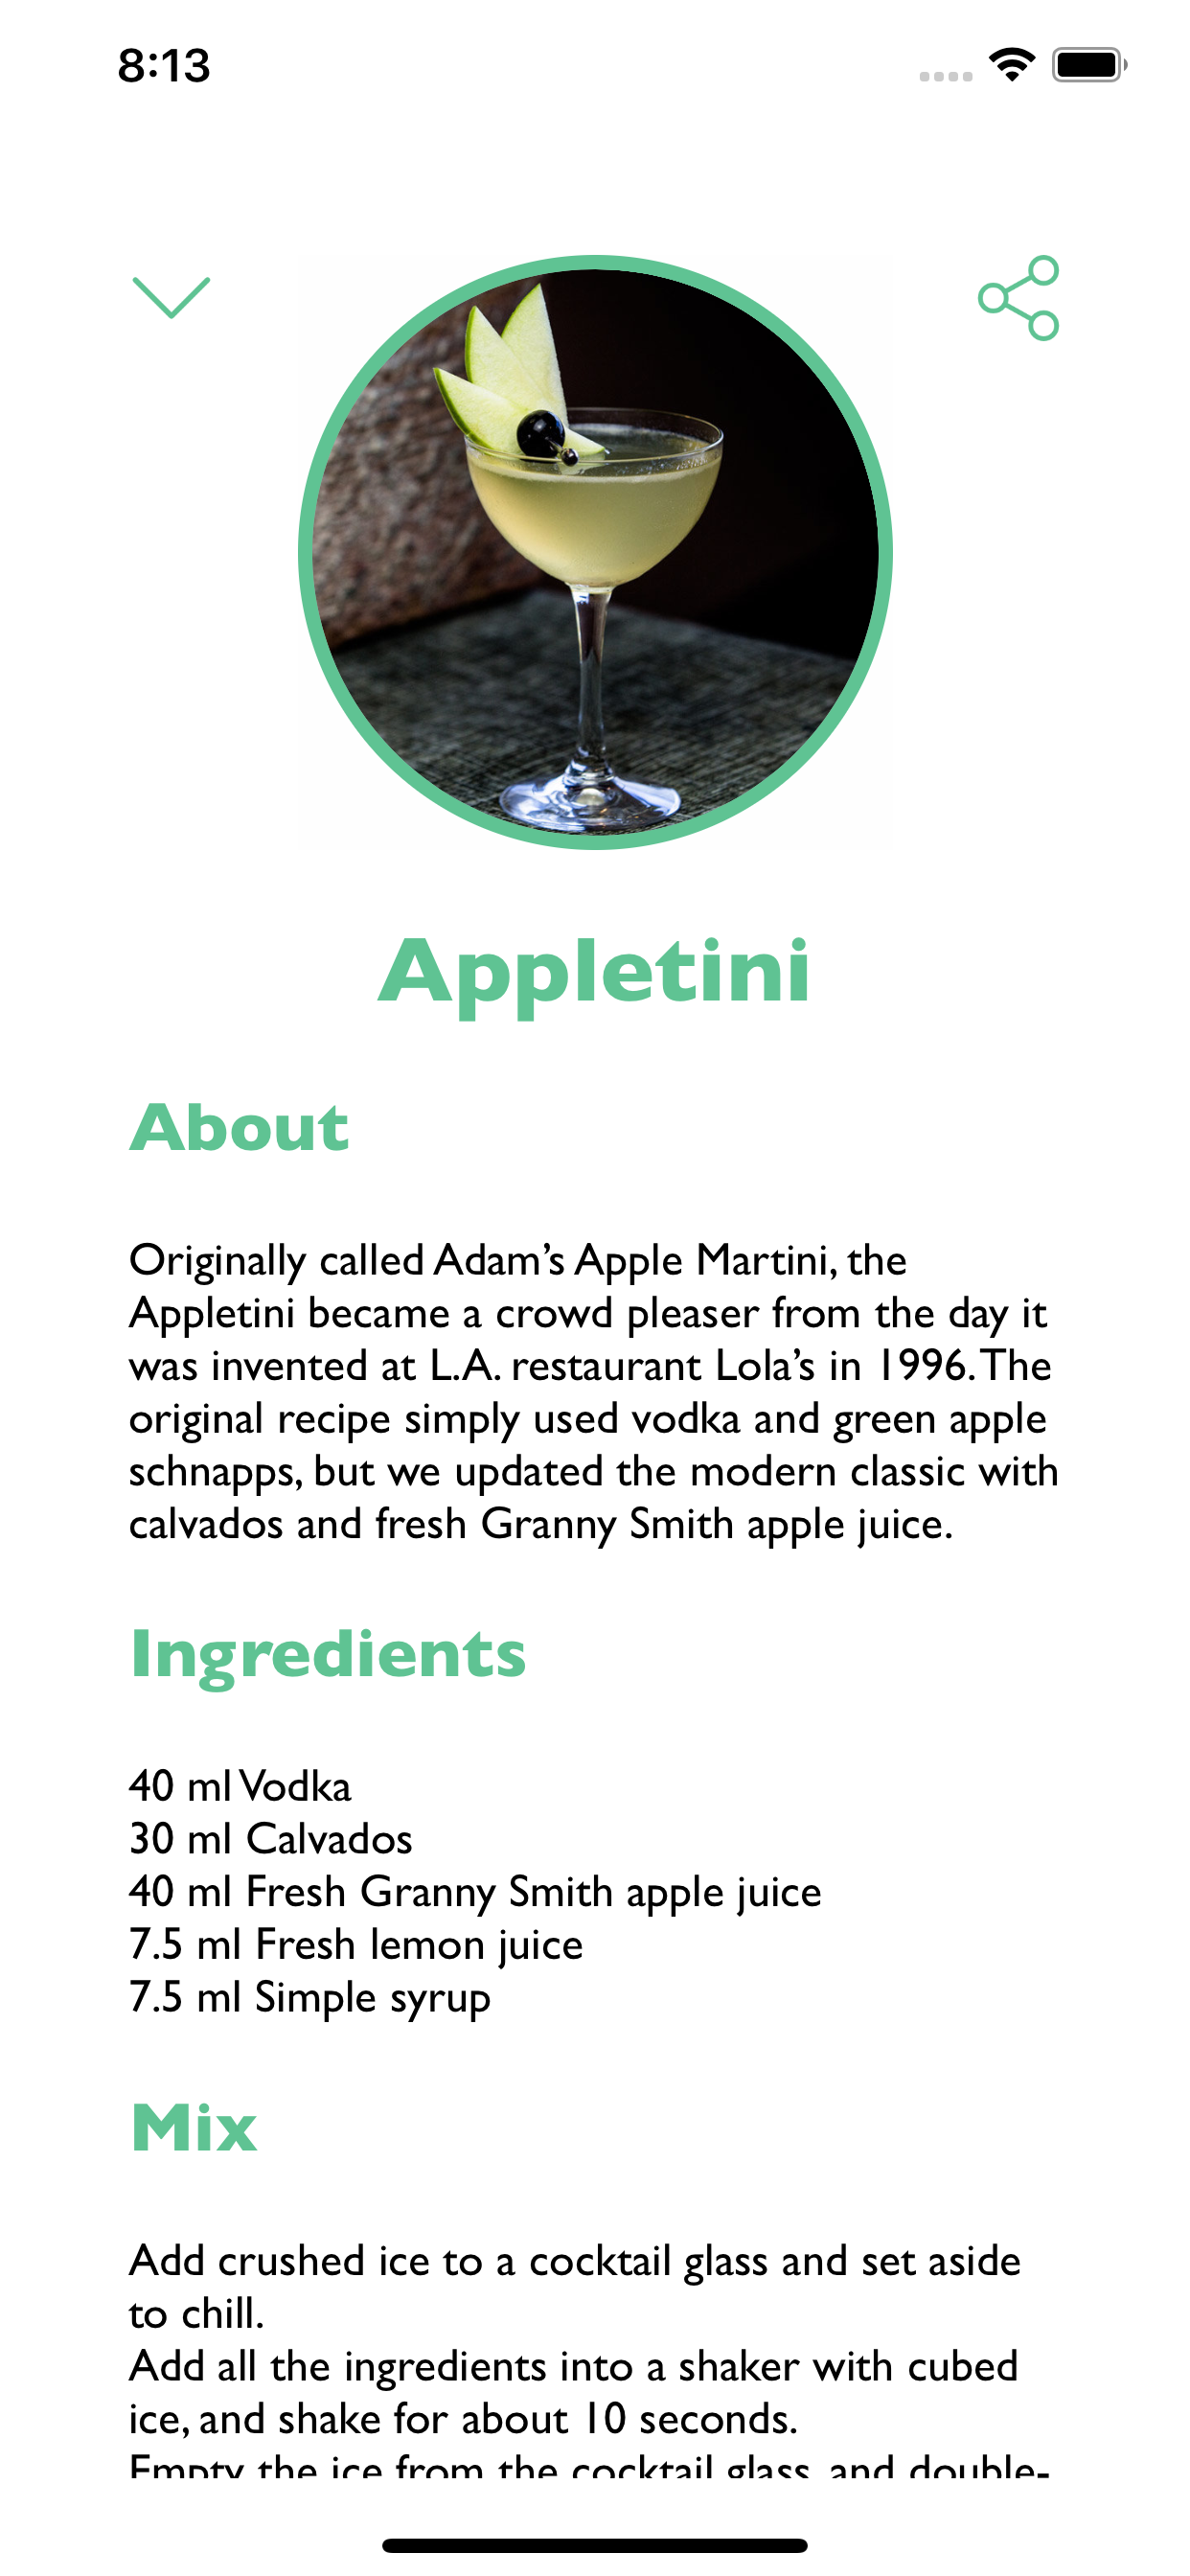 8:13
Appletini
About
Originally called Adam’s Apple Martini, the
Appletini became a crowd pleaser from the day it
was invented at L.A. restaurant Lola’s in 1996. The
original recipe simply used vodka and green apple
schnapps, but we updated the modern classic with
calvados and fresh Granny Smith apple juice.
Ingredients
40 ml Vodka
30 ml Calvados
40 ml Fresh Granny Smith apple juice
7.5 ml Fresh lemon juice
7.5 ml Simple syrup
Mix
Add crushed ice to a cocktail glass and set aside
to chill.
Add all the ingredients into a shaker with cubed
ice, and shake for about 10 seconds.
Empty the ice from the cocktail glass, and double-